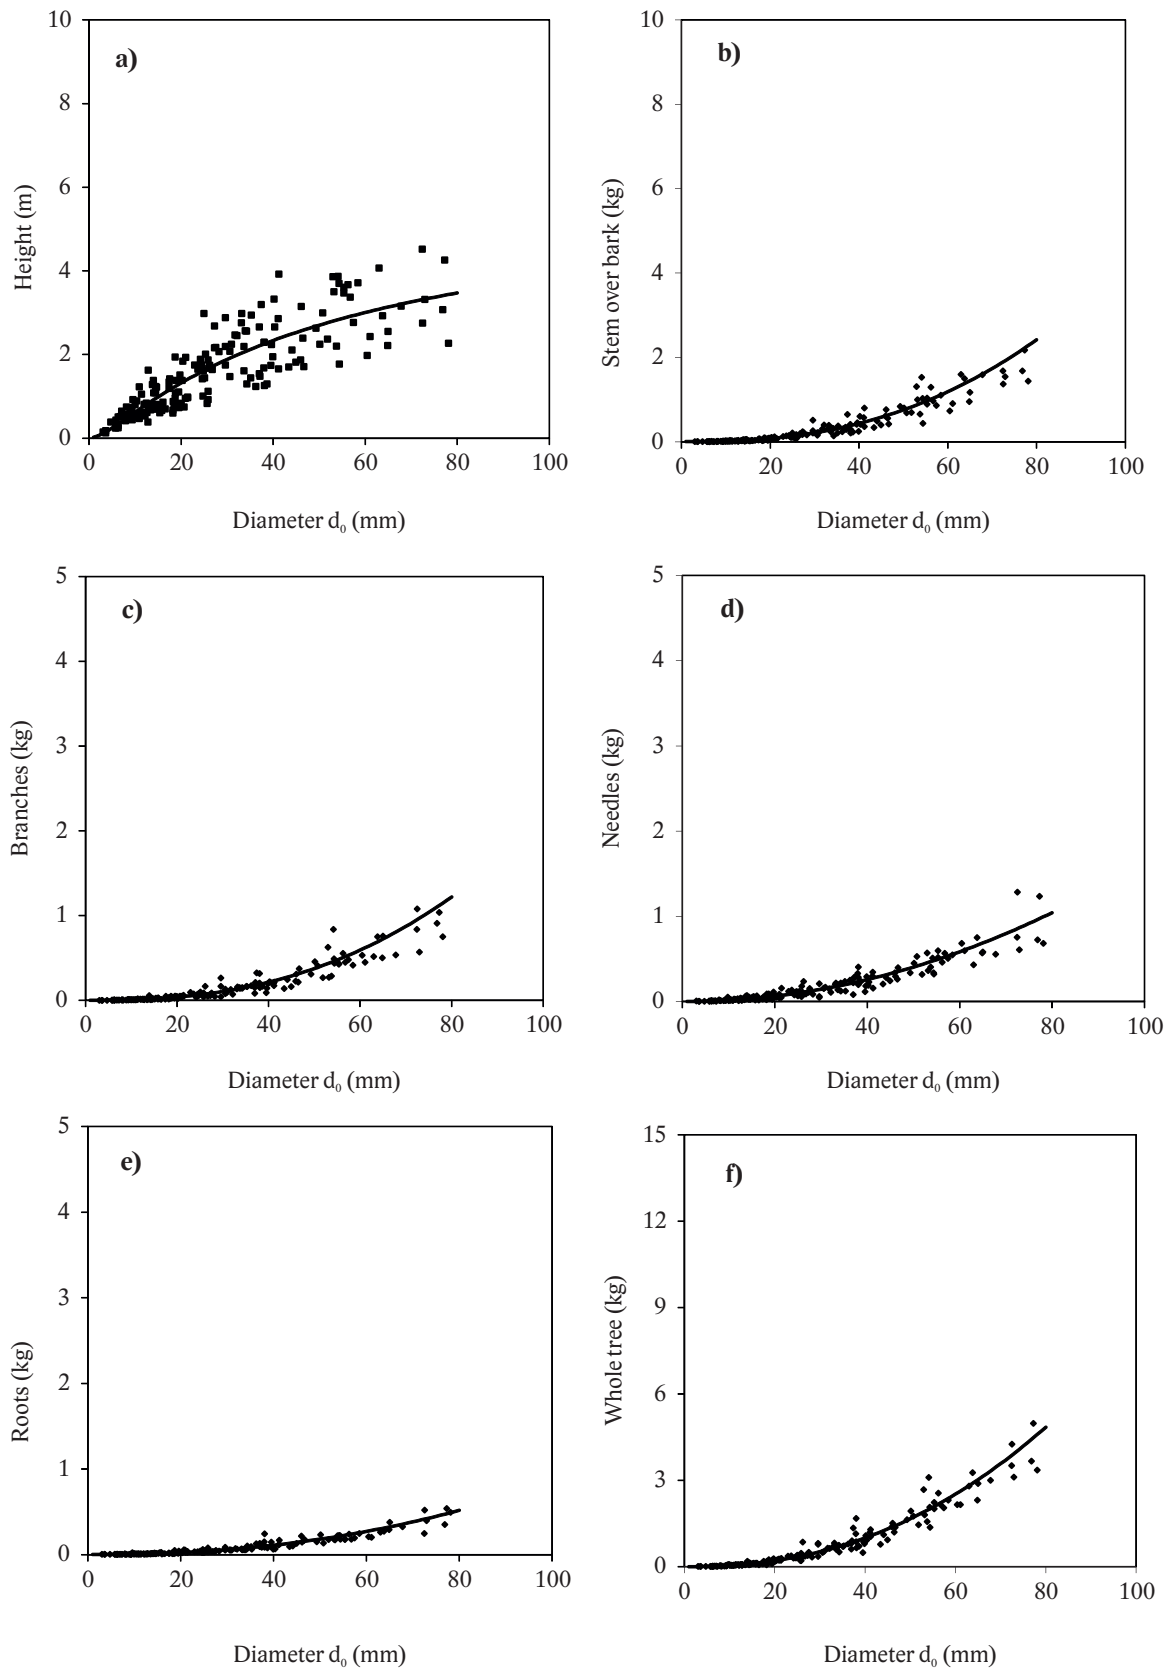 a)
10
8
6
4
2
0
0 20 40 60 80 100
Height (m)
Diameter d₀ (mm)
b)
10
8
6
4
2
0
0 20 40 60 80 100
Stem over bark (kg)
Diameter d₀ (mm)
c)
5
4
3
2
1
0
0 20 40 60 80 100
Branches (kg)
Diameter d₀ (mm)
d)
5
4
3
2
1
0
0 20 40 60 80 100
Needles (kg)
Diameter d₀ (mm)
e)
5
4
3
2
1
0
0 20 40 60 80 100
Roots (kg)
Diameter d₀ (mm)
f)
15
12
9
6
3
0
0 20 40 60 80 100
Whole tree (kg)
Diameter d₀ (mm)